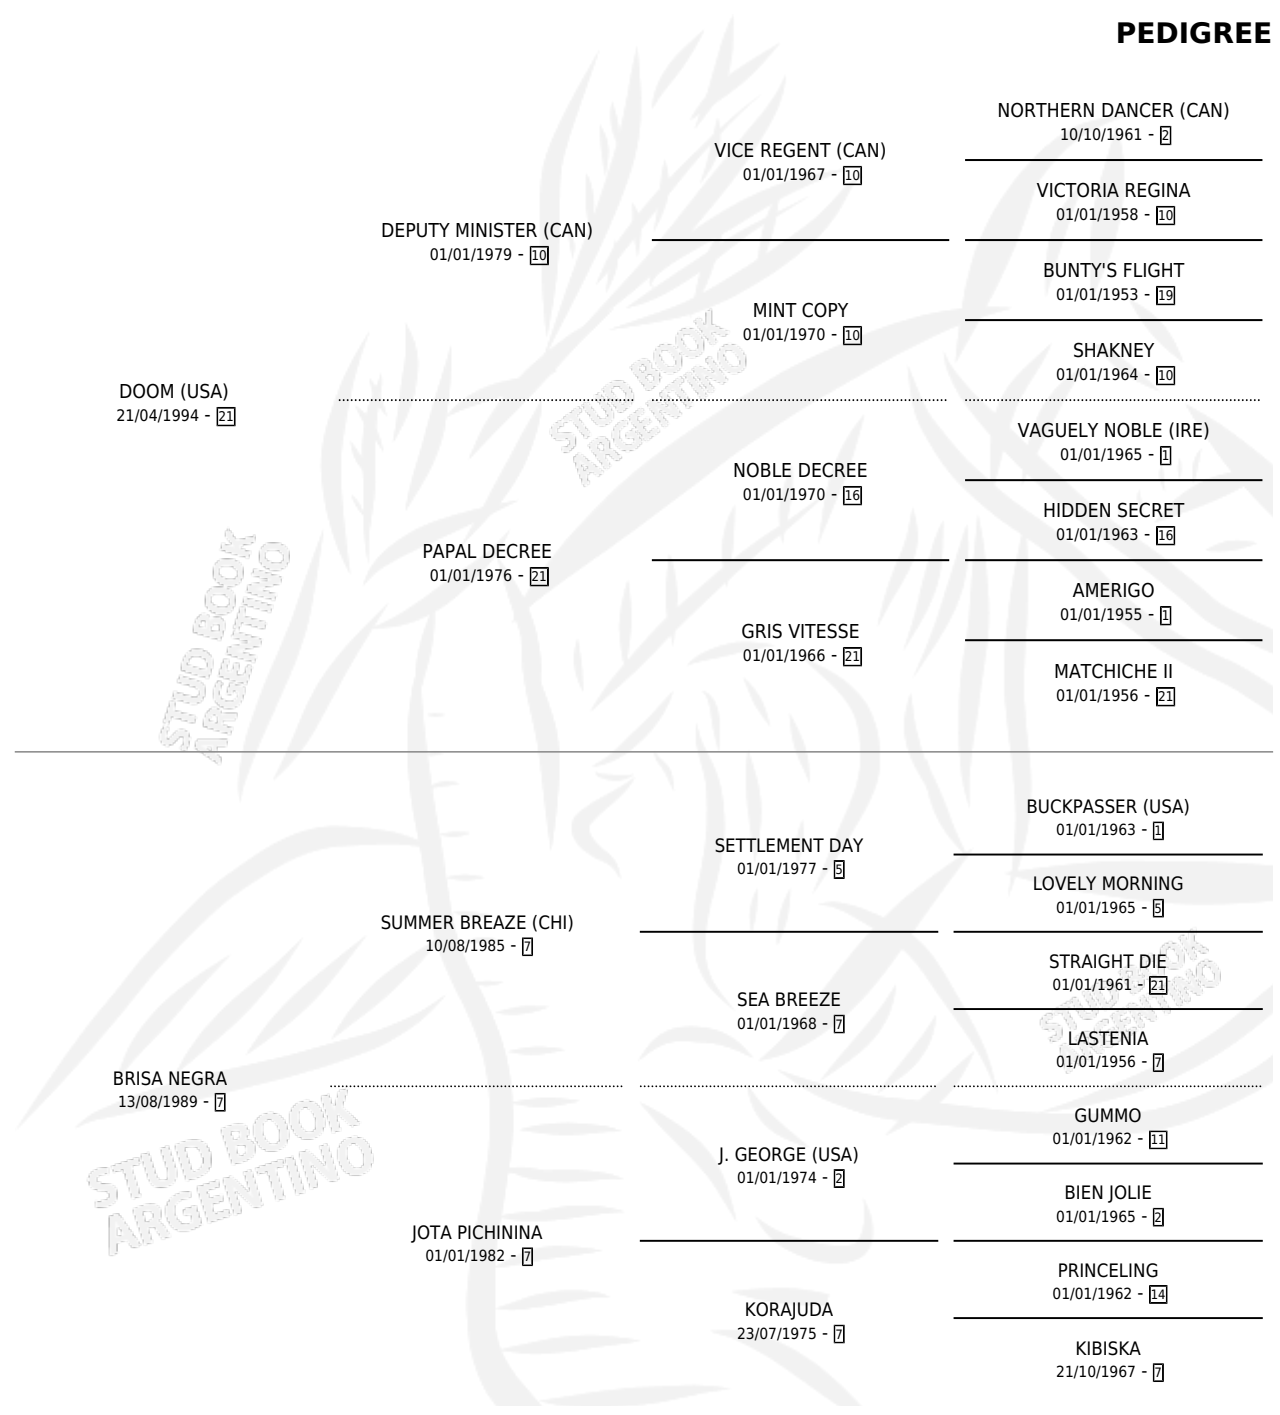 PEDIGREE
NORTHERN DANCER (CAN)
10/10/1961 - 2
VICE REGENT (CAN)
01/01/1967 - 10
VICTORIA REGINA
01/01/1958 - 10
DEPUTY MINISTER (CAN)
01/01/1979 - 10
BUNTY'S FLIGHT
01/01/1953 - 19
MINT COPY
01/01/1970 - 10
SHAKNEY
01/01/1964 - 10
DOOM (USA)
21/04/1994 - 21
VAGUELY NOBLE (IRE)
01/01/1965 - 1
NOBLE DECREE
01/01/1970 - 16
HIDDEN SECRET
01/01/1963 - 16
PAPAL DECREE
01/01/1976 - 21
AMERIGO
01/01/1955 - 1
GRIS VITESSE
01/01/1966 - 21
MATCHICHE II
01/01/1956 - 21
BUCKPASSER (USA)
01/01/1963 - 1
SETTLEMENT DAY
01/01/1977 - 5
LOVELY MORNING
01/01/1965 - 5
SUMMER BREAZE (CHI)
10/08/1985 - 7
STRAIGHT DIE
01/01/1961 - 21
SEA BREEZE
01/01/1968 - 7
LASTENIA
01/01/1956 - 7
BRISA NEGRA
13/08/1989 - 7
GUMMO
01/01/1962 - 11
J. GEORGE (USA)
01/01/1974 - 2
BIEN JOLIE
01/01/1965 - 2
JOTA PICHININA
01/01/1982 - 7
PRINCELING
01/01/1962 - 14
KORAJUDA
23/07/1975 - 7
KIBISKA
21/10/1967 - 7
STUD BOOK
ARGENTINO
STUD BOOK
ARGENTINO
STUD BOOK
ARGENTINO
STUD BOOK
ARGENTINO